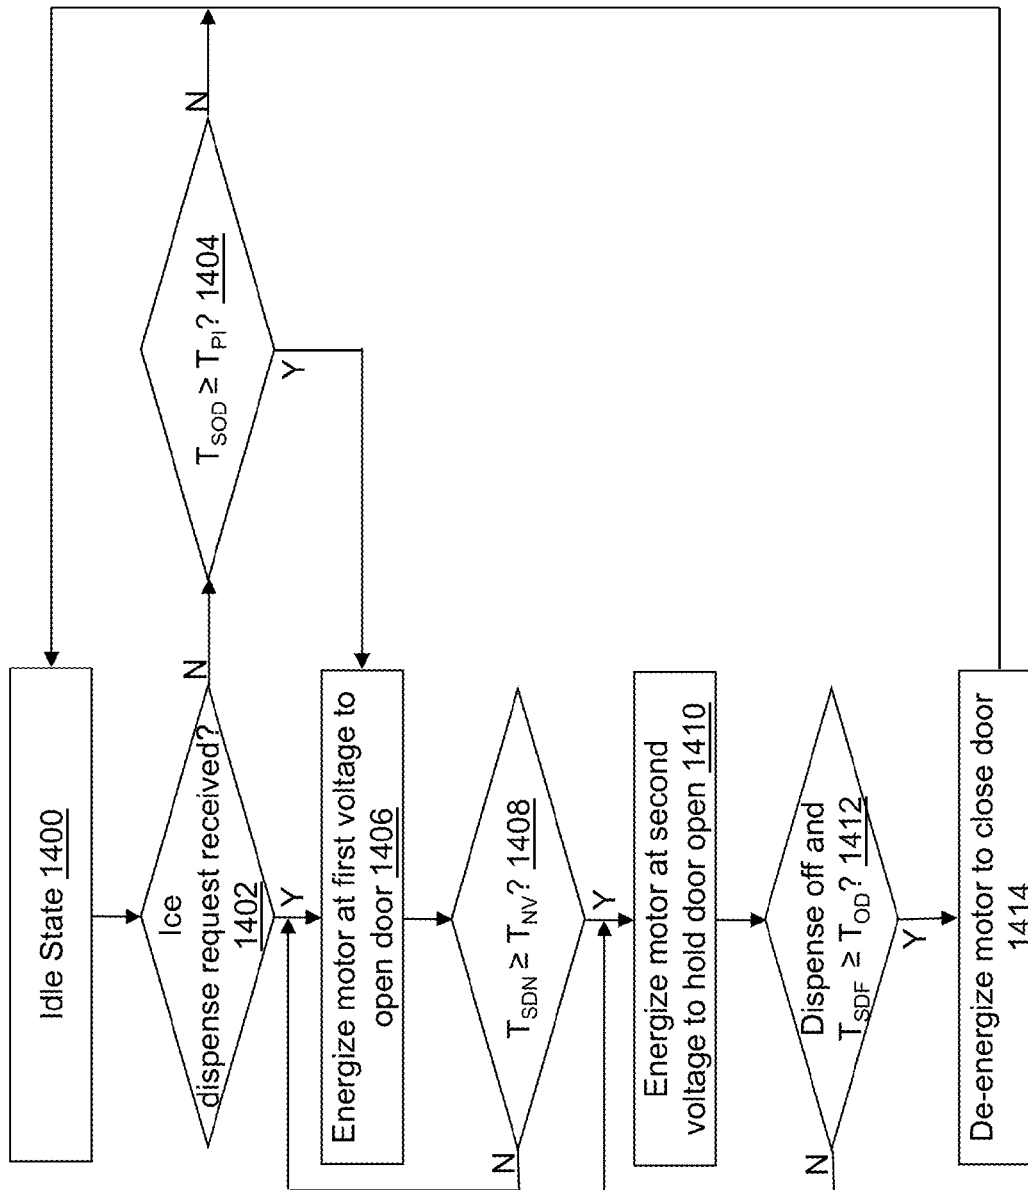 Idle State 1400
Ice
dispense request received?
1402
N
Y
T_SOD ≥ T_PI? 1404
N
Y
Energize motor at first voltage to
open door 1406
T_SDN ≥ T_NV? 1408
N
Y
Energize motor at second
voltage to hold door open 1410
Dispense off and
T_SDF ≥ T_OD? 1412
N
Y
De-energize motor to close door
1414